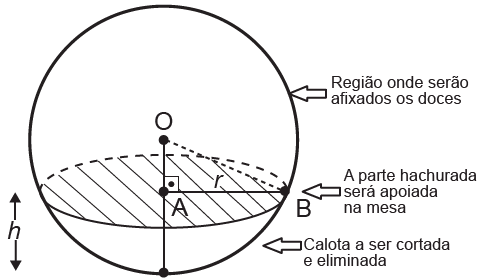 Região onde serão
afixados os doces
O
A parte hachurada
será apoiada
na mesa
r
A
B
h
Calota a ser cortada
e eliminada